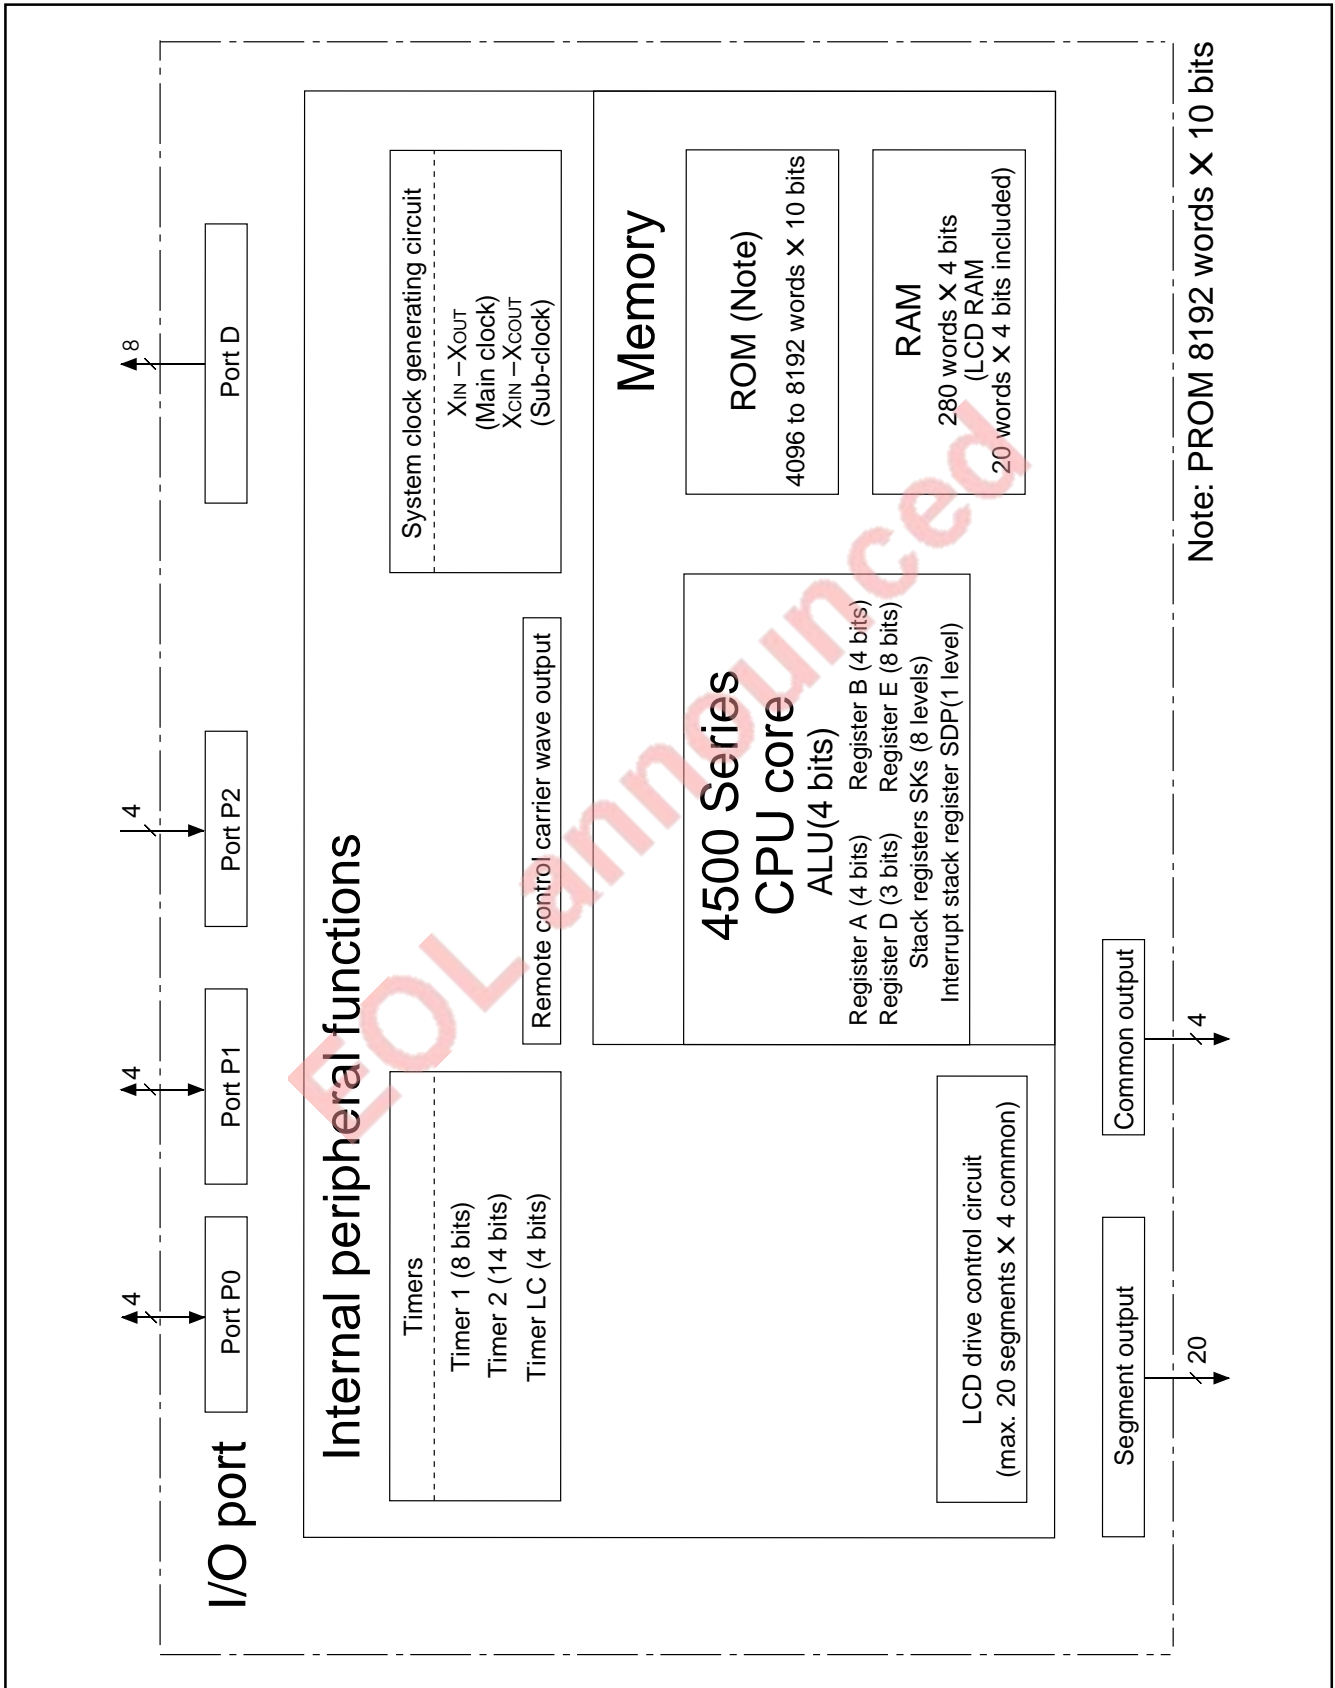 I/O port
4
Port P0
4
Port P1
4
Port P2
8
Port D
Internal peripheral functions
Timers
Timer 1 (8 bits)
Timer 2 (14 bits)
Timer LC (4 bits)
Remote control carrier wave output
System clock generating circuit
XIN –XOUT
(Main clock)
XCIN –XCOUT
(Sub-clock)
4500 Series
CPU core
ALU(4 bits)
Register A (4 bits) Register B (4 bits)
Register D (3 bits) Register E (8 bits)
Stack registers SKs (8 levels)
Interrupt stack register SDP(1 level)
Memory
ROM (Note)
4096 to 8192 words ✕ 10 bits
RAM
280 words ✕ 4 bits
(LCD RAM
20 words ✕ 4 bits included)
LCD drive control circuit
(max. 20 segments ✕ 4 common)
Segment output
20
Common output
4
Note: PROM 8192 words ✕ 10 bits
EOL announced